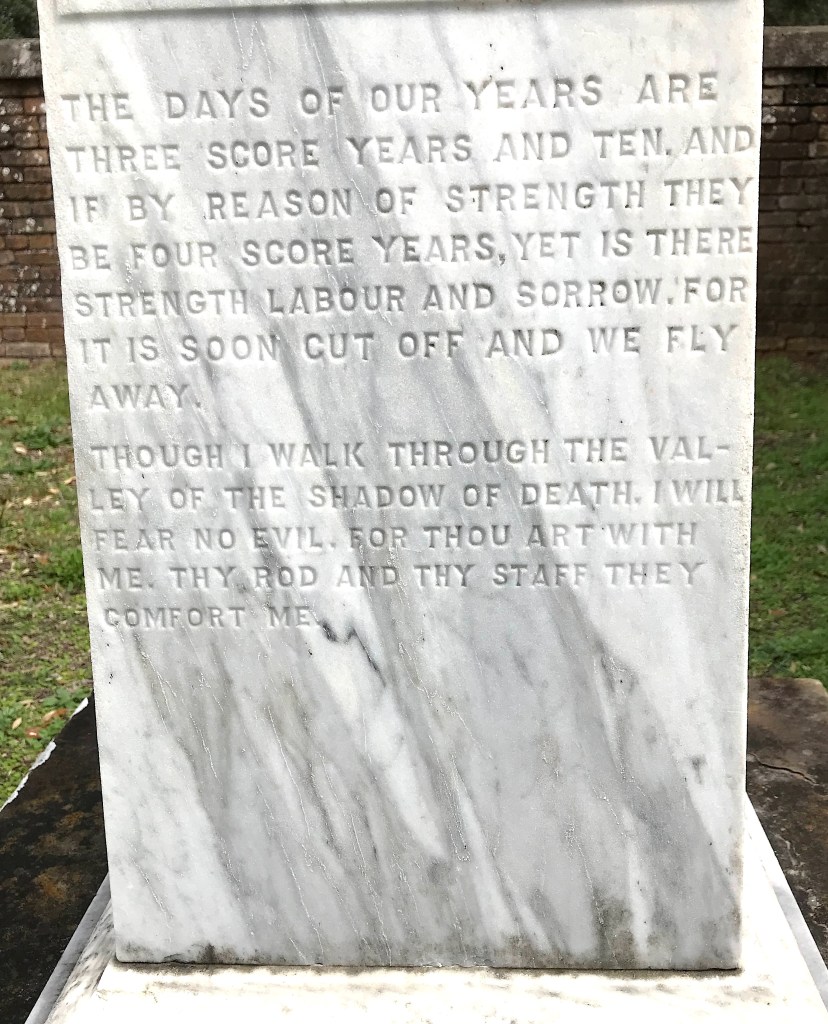 THE DAYS OF OUR YEARS ARE
THREE SCORE YEARS AND TEN. AND
IF BY REASON OF STRENGTH THEY
BE FOUR SCORE YEARS, YET IS THERE
STRENGTH LABOUR AND SORROW. FOR
IT IS SOON CUT OFF AND WE FLY
AWAY.
THOUGH I WALK THROUGH THE VAL-
LEY OF THE SHADOW OF DEATH. I WILL
FEAR NO EVIL. FOR THOU ART WITH
ME. THY ROD AND THY STAFF THEY
COMFORT ME.